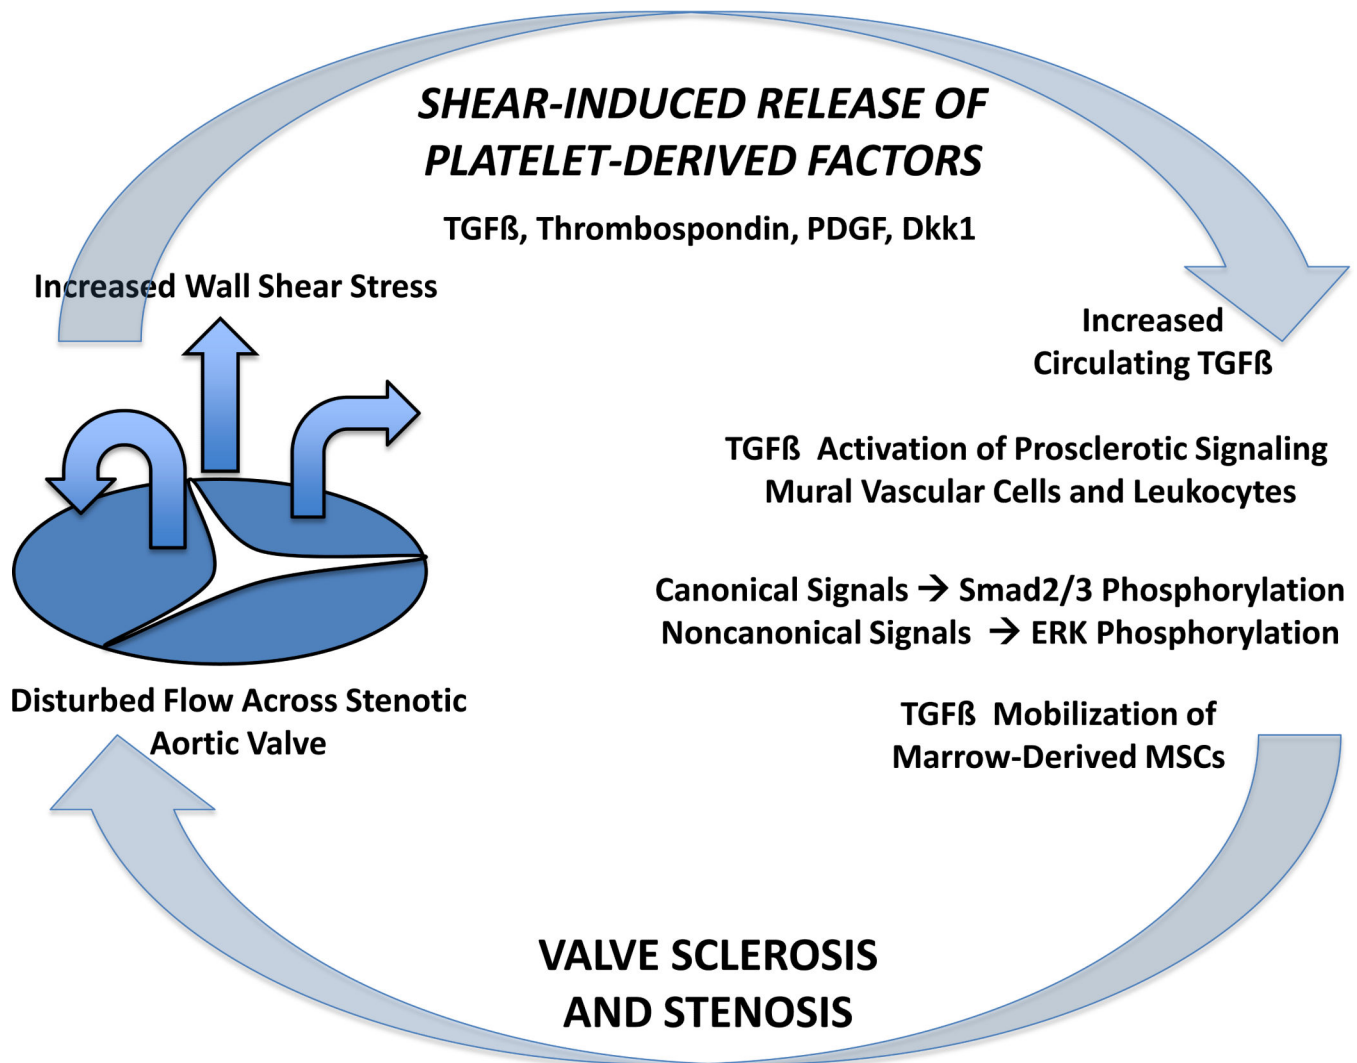 SHEAR-INDUCED RELEASE OF
PLATELET-DERIVED FACTORS
TGFß, Thrombospondin, PDGF, Dkk1
Increased Wall Shear Stress
Increased
Circulating TGFß
TGFß Activation of Prosclerotic Signaling
Mural Vascular Cells and Leukocytes
Canonical Signals → Smad2/3 Phosphorylation
Noncanonical Signals → ERK Phosphorylation
Disturbed Flow Across Stenotic
Aortic Valve
TGFß Mobilization of
Marrow-Derived MSCs
VALVE SCLEROSIS
AND STENOSIS